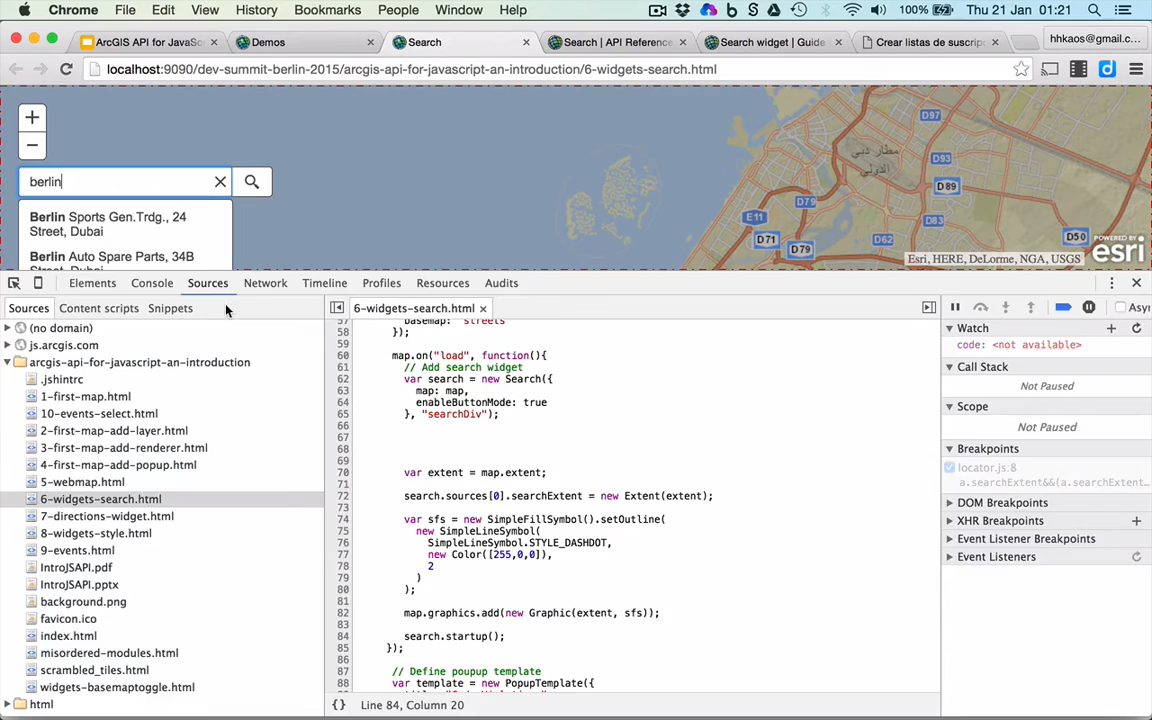 Chrome File Edit View History Bookmarks People Window Help 100% Thu 21 Jan 01:21
ArcGIS API for JavaSc Demos Search Search | API Reference Search widget | Guide Crear listas de suscrip hhkaos@gmail.c...
localhost:9090/dev-summit-berlin-2015/arcgis-api-for-javascript-an-introduction/6-widgets-search.html
+
−
berlin
Berlin Sports Gen.Trdg., 24
Street, Dubai
Berlin Auto Spare Parts, 34B
Street, Dubai
D97
مطار دبي
الدولي
D93
D89
D79
D83
E11
D71
D79
D62
D50
POWERED BY
esri
Esri, HERE, DeLorme, NGA, USGS
Elements Console Sources Network Timeline Profiles Resources Audits
Sources Content scripts Snippets
(no domain)
js.arcgis.com
arcgis-api-for-javascript-an-introduction
.jshintrc
1-first-map.html
10-events-select.html
2-first-map-add-layer.html
3-first-map-add-renderer.html
4-first-map-add-popup.html
5-webmap.html
6-widgets-search.html
7-directions-widget.html
8-widgets-style.html
9-events.html
IntroJSAPI.pdf
IntroJSAPI.pptx
background.png
favicon.ico
index.html
misordered-modules.html
scrambled_tiles.html
widgets-basemaptoggle.html
html
6-widgets-search.html
57 basemap: "streets"
58 });
59
60 map.on("load", function(){
61 // Add search widget
62 var search = new Search({
63 map: map,
64 enableButtonMode: true
65 }, "searchDiv");
66
67
68
69
70 var extent = map.extent;
71
72 search.sources[0].searchExtent = new Extent(extent);
73
74 var sfs = new SimpleFillSymbol().setOutline(
75 new SimpleLineSymbol(
76 SimpleLineSymbol.STYLE_DASHDOT,
77 new Color([255,0,0]),
78 2
79 )
80 );
81
82 map.graphics.add(new Graphic(extent, sfs));
83
84 search.startup();
85 });
86
87 // Define poupup template
88 var template = new PopupTemplate({
{} Line 84, Column 20
Asyr
Watch
code: <not available>
Call Stack
Not Paused
Scope
Not Paused
Breakpoints
locator.js:8
a.searchExtent&&(a.searchExtent...
DOM Breakpoints
XHR Breakpoints
Event Listener Breakpoints
Event Listeners